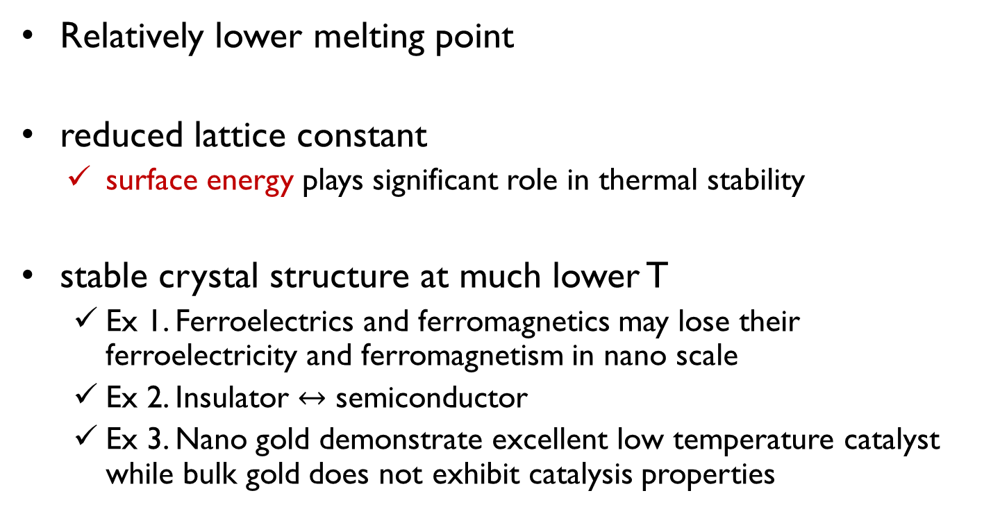 • Relatively lower melting point
• reduced lattice constant
✓ surface energy plays significant role in thermal stability
• stable crystal structure at much lower T
✓ Ex 1. Ferroelectrics and ferromagnetics may lose their
ferroelectricity and ferromagnetism in nano scale
✓ Ex 2. Insulator ↔ semiconductor
✓ Ex 3. Nano gold demonstrate excellent low temperature catalyst
while bulk gold does not exhibit catalysis properties